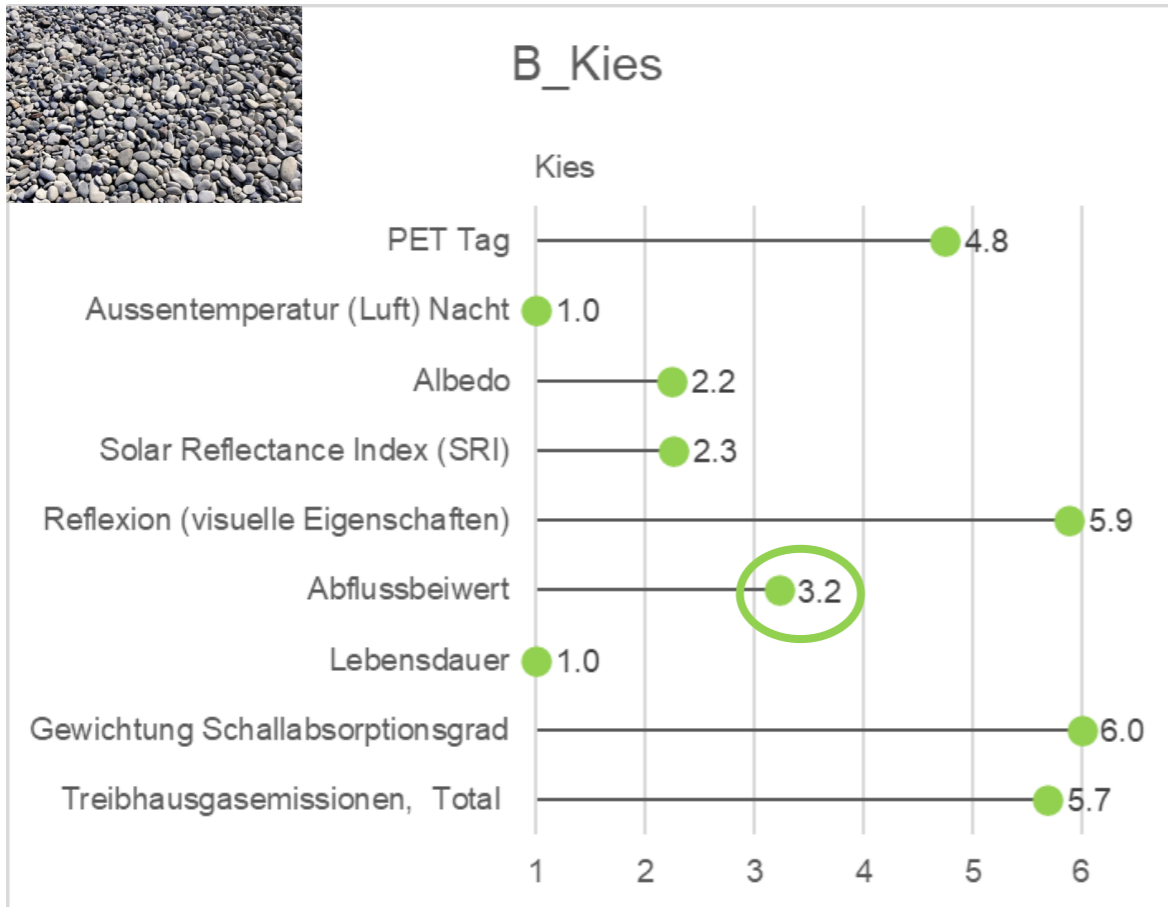 B_Kies
Kies
PET Tag 4.8
Aussentemperatur (Luft) Nacht 1.0
Albedo 2.2
Solar Reflectance Index (SRI) 2.3
Reflexion (visuelle Eigenschaften) 5.9
Abflussbeiwert 3.2
Lebensdauer 1.0
Gewichtung Schallabsorptionsgrad 6.0
Treibhausgasemissionen, Total 5.7
1 2 3 4 5 6